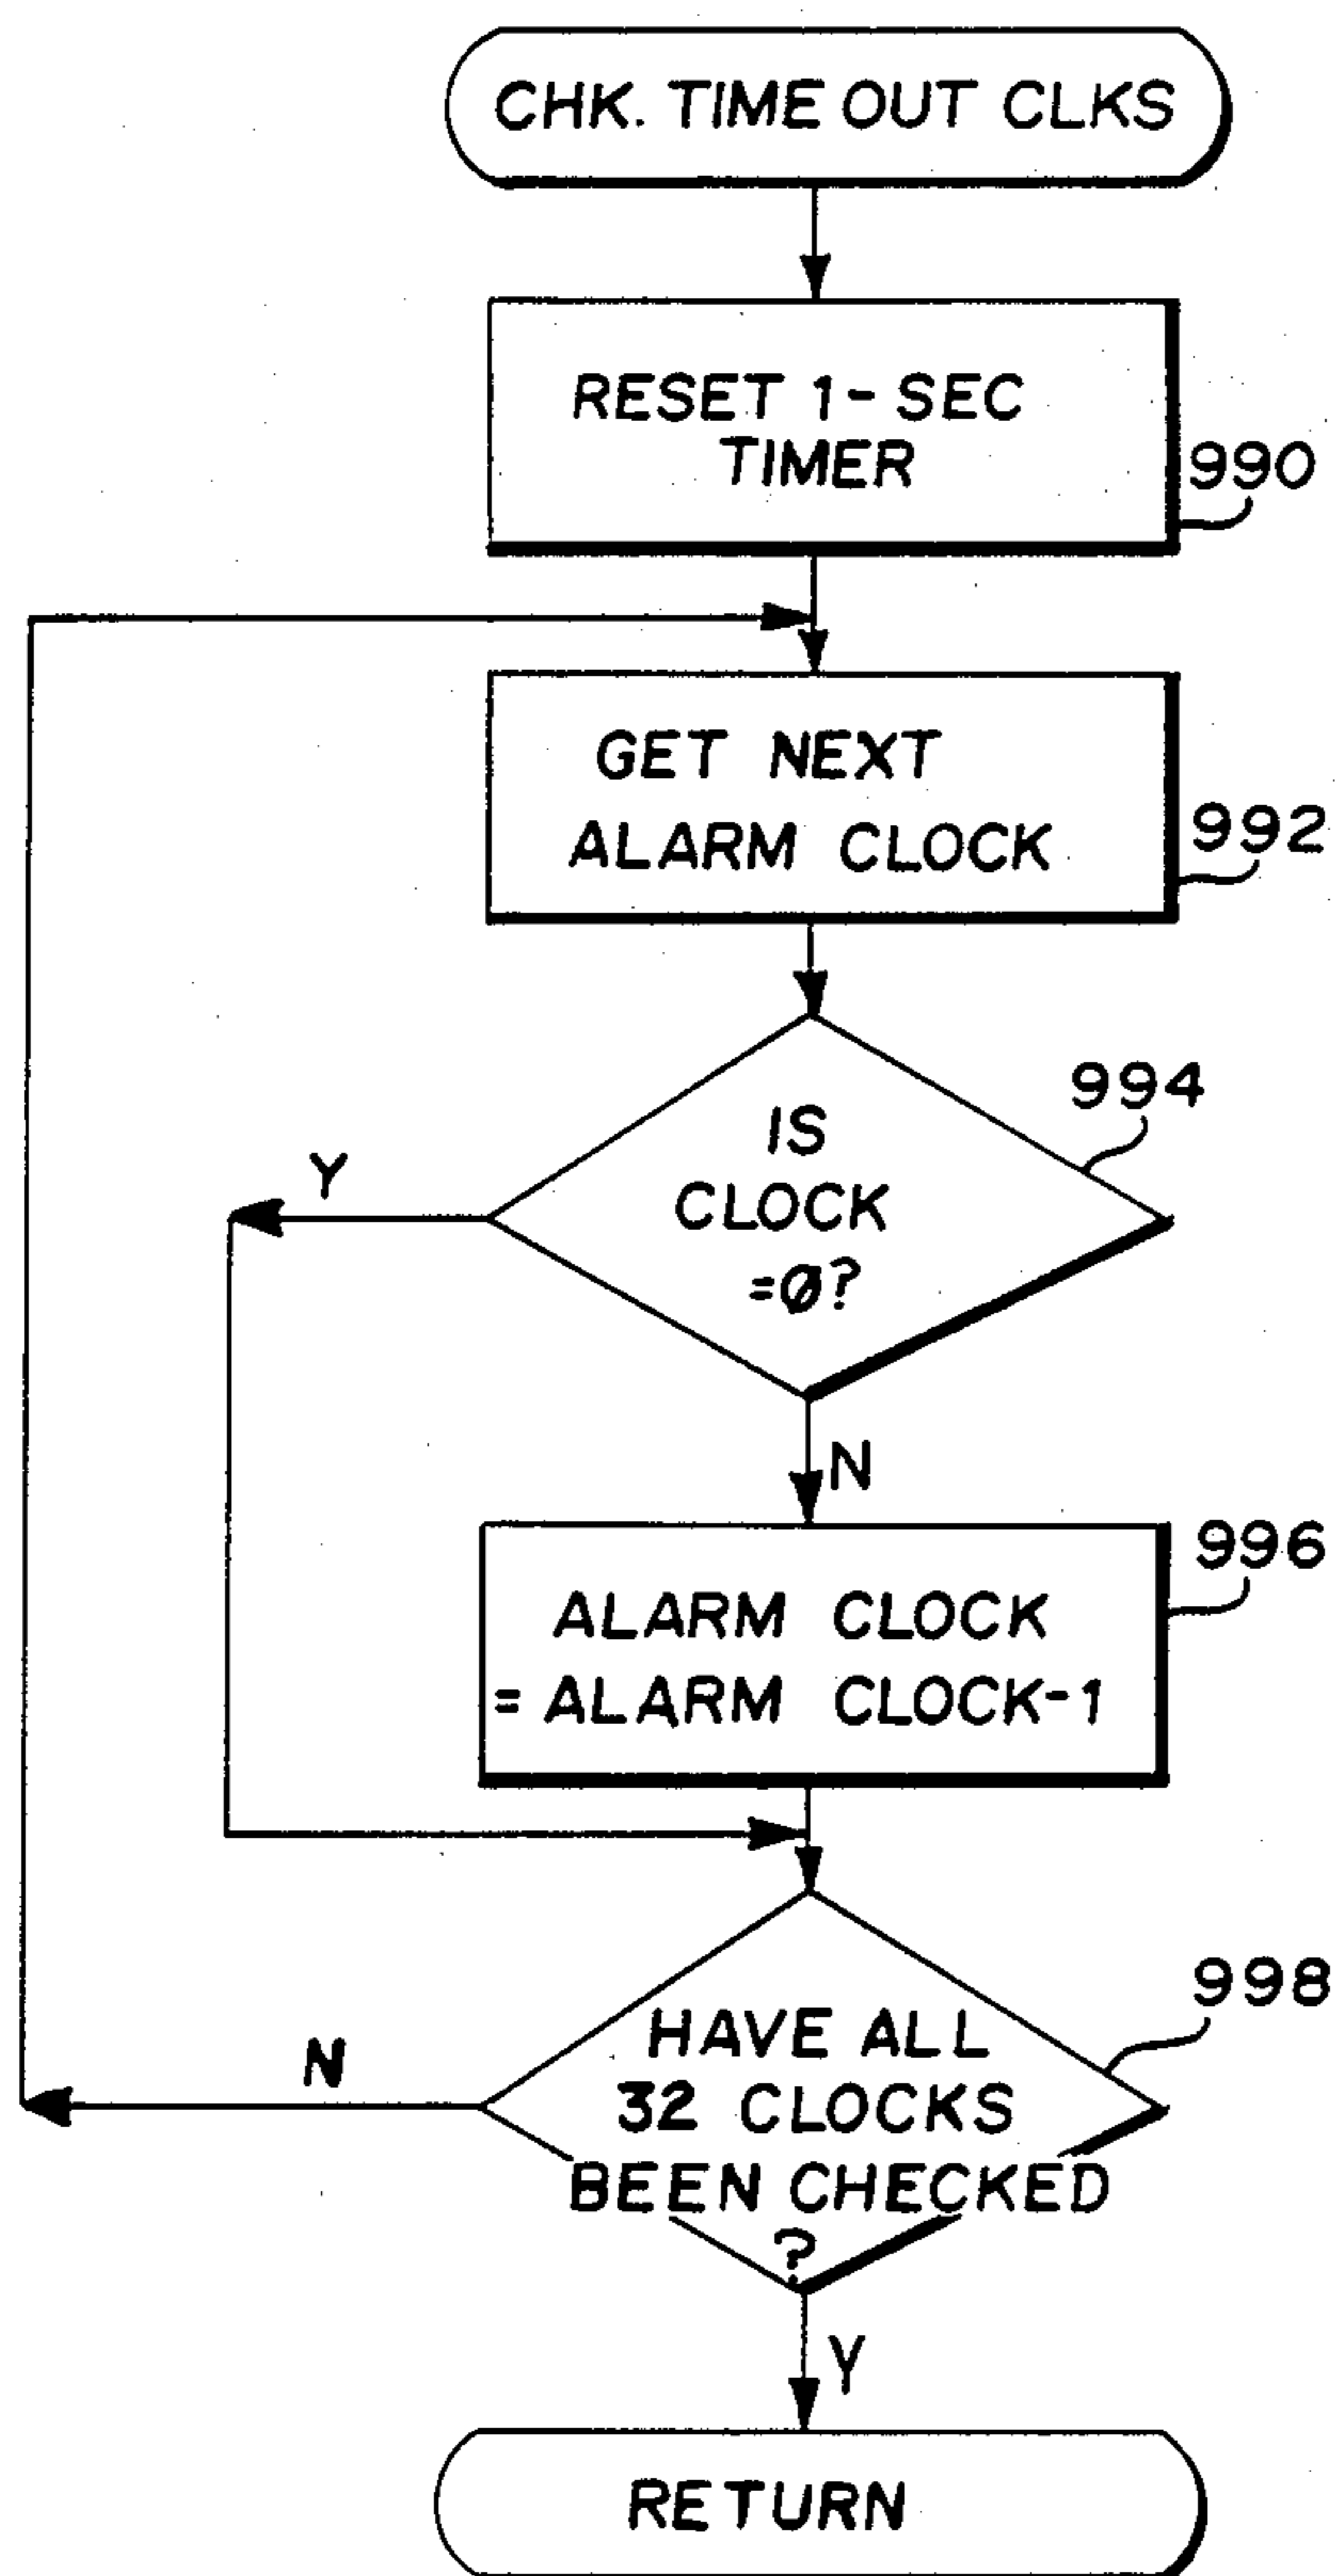 CHK. TIME OUT CLKS
RESET 1-SEC
TIMER
990
GET NEXT
ALARM CLOCK
992
994
IS
CLOCK
=Ø?
Y
N
996
ALARM CLOCK
= ALARM CLOCK-1
998
HAVE ALL
32 CLOCKS
BEEN CHECKED
?
N
Y
RETURN